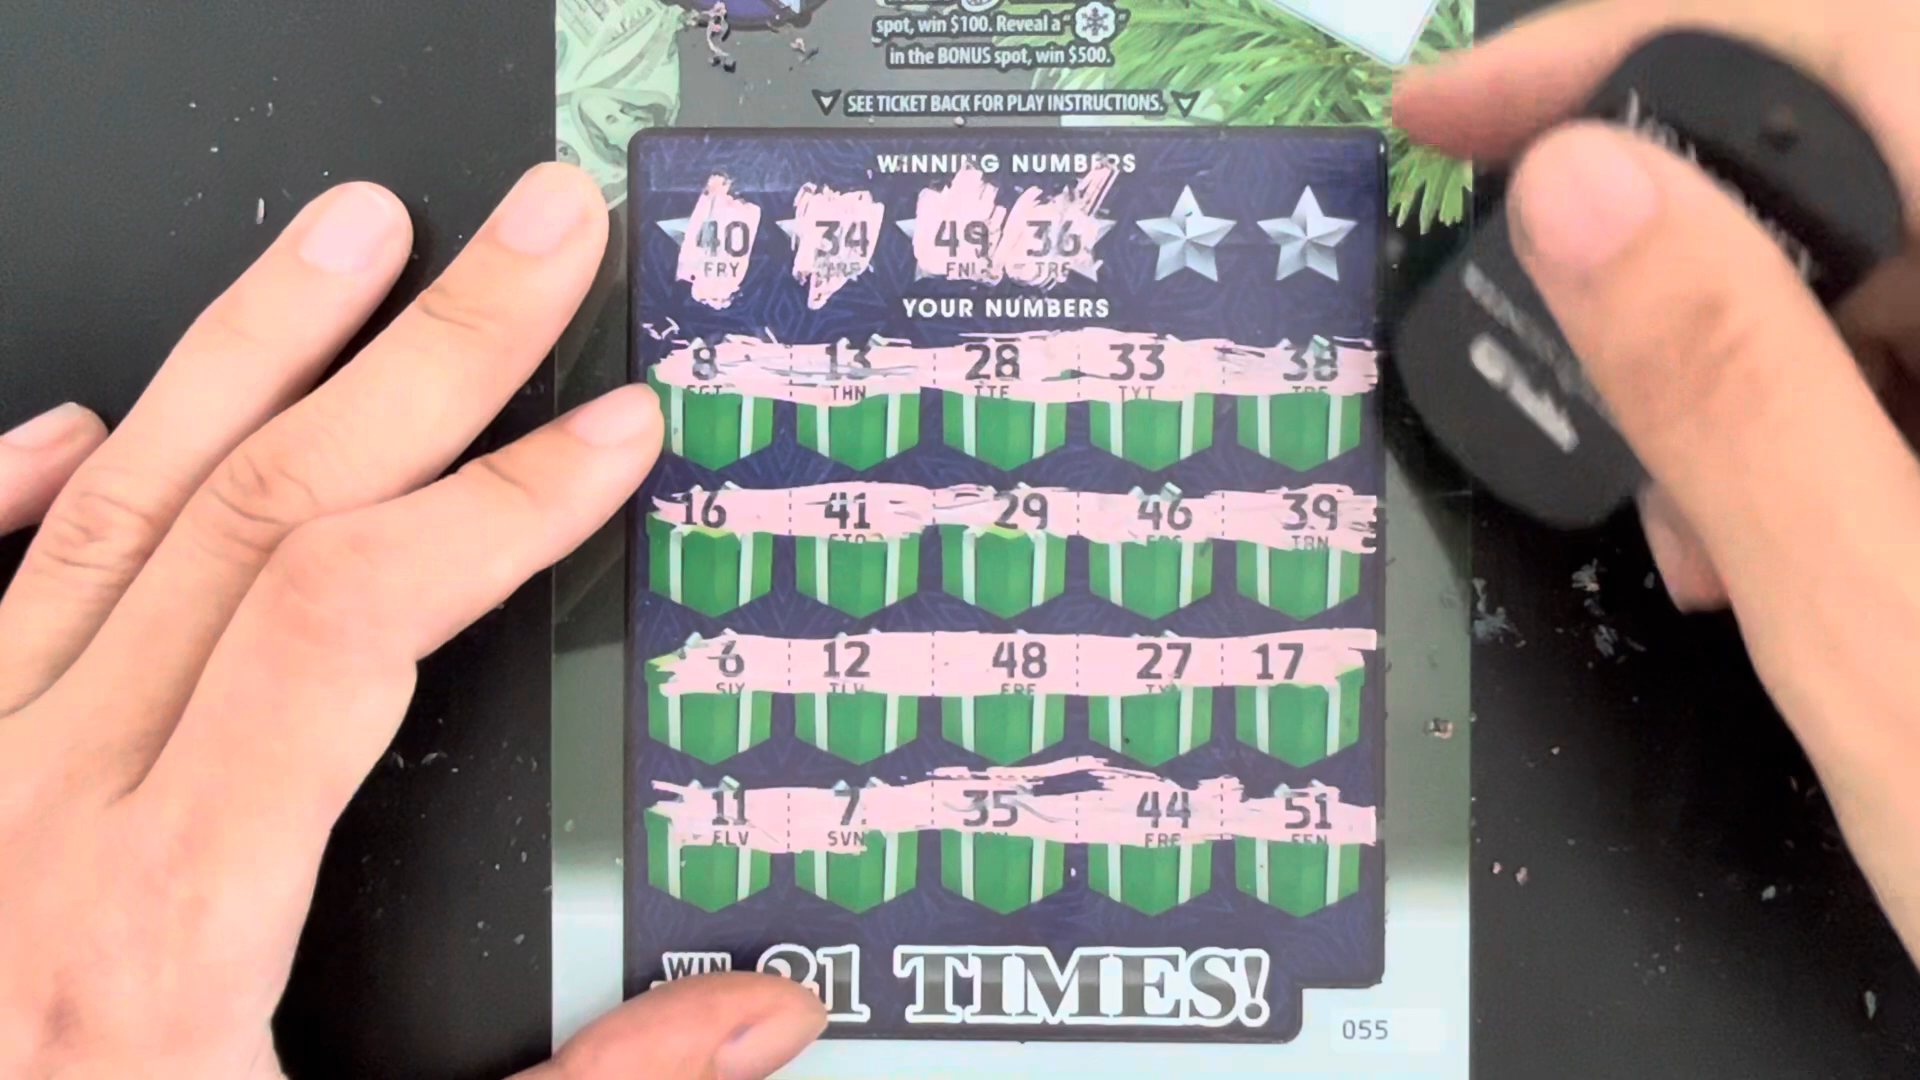 spot, win $100. Reveal a "
" in the BONUS spot, win $500.
SEE TICKET BACK FOR PLAY INSTRUCTIONS.
WINNING NUMBERS
40 34 49 36
FRY
YOUR NUMBERS
8 13 28 33 38
THN
16 41 29 46 39
6 12 48 27 17
11 7 35 44 51
ELV SVN
WIN 21 TIMES!
055